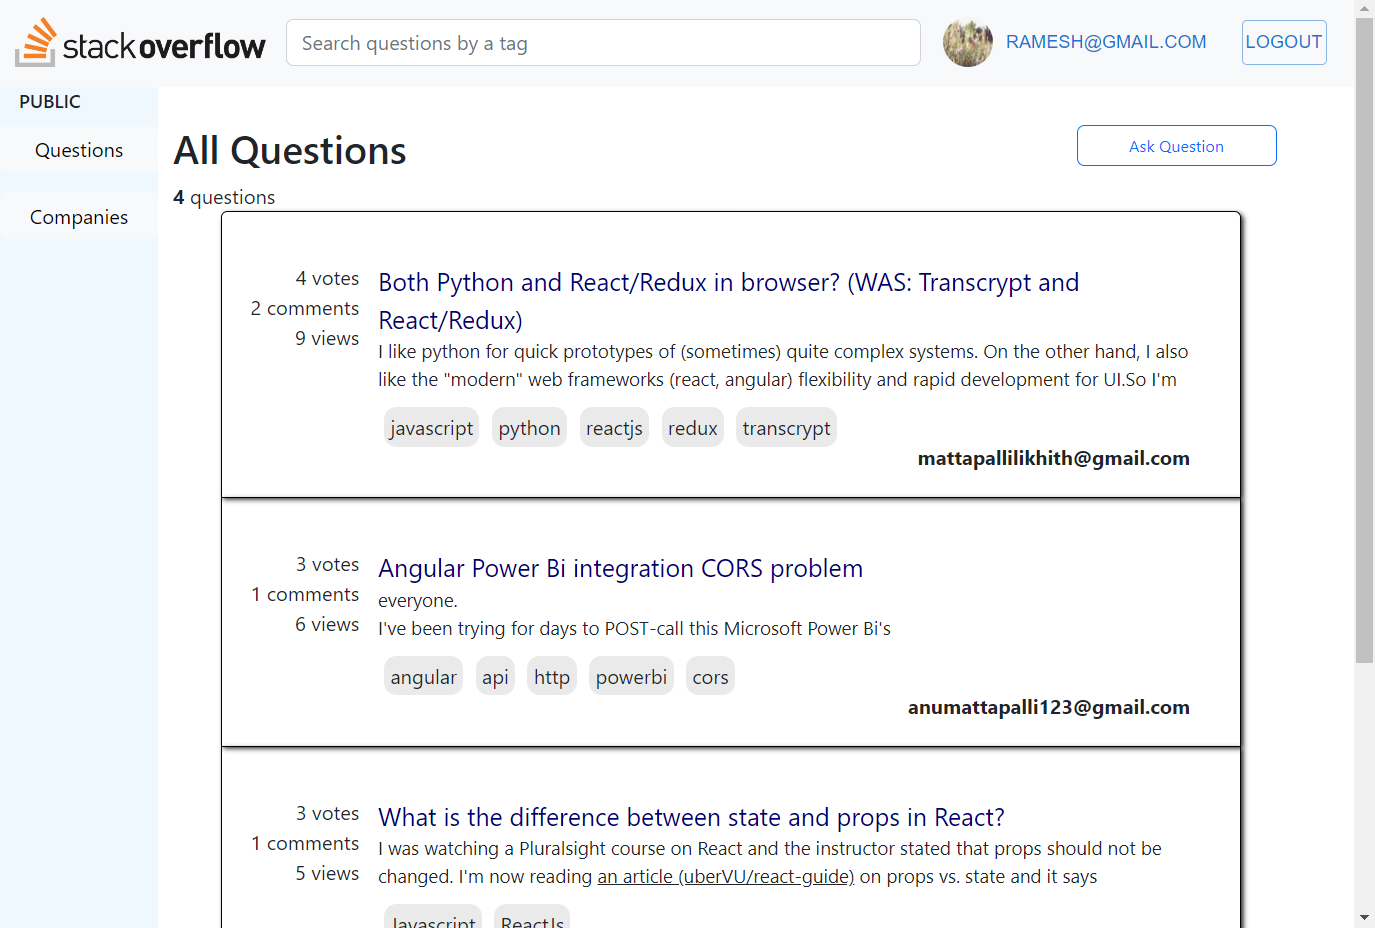 stackoverflow
Search questions by a tag
RAMESH@GMAIL.COM
LOGOUT
PUBLIC
Questions
Companies
All Questions
Ask Question
4 questions
4 votes
2 comments
9 views
Both Python and React/Redux in browser? (WAS: Transcrypt and
React/Redux)
I like python for quick prototypes of (sometimes) quite complex systems. On the other hand, I also
like the "modern" web frameworks (react, angular) flexibility and rapid development for UI.So I'm
javascript python reactjs redux transcrypt
mattapallilikhith@gmail.com
3 votes
1 comments
6 views
Angular Power Bi integration CORS problem
everyone.
I've been trying for days to POST-call this Microsoft Power Bi's
angular api http powerbi cors
anumattapalli123@gmail.com
3 votes
1 comments
5 views
What is the difference between state and props in React?
I was watching a Pluralsight course on React and the instructor stated that props should not be
changed. I'm now reading an article (uberVU/react-guide) on props vs. state and it says
Javascript ReactJs